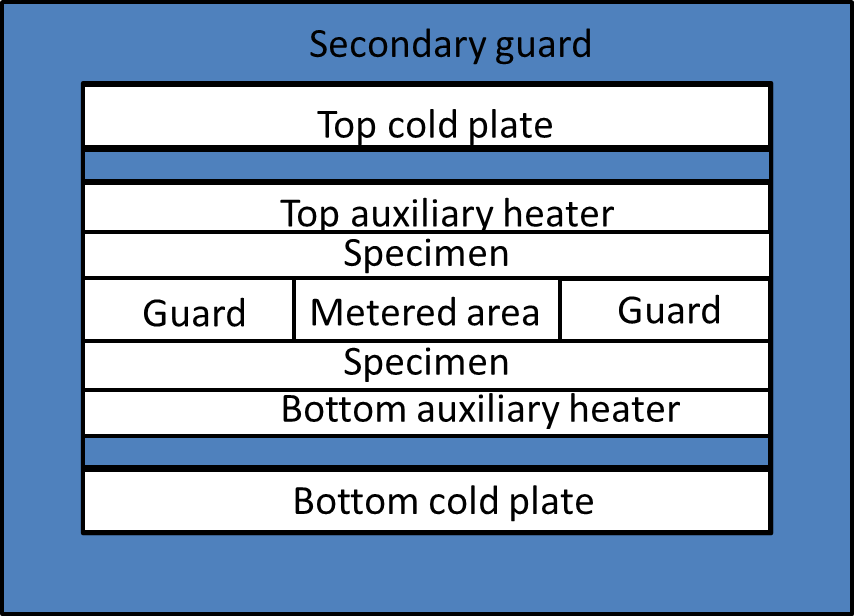 Secondary guard
Top cold plate
Top auxiliary heater
Specimen
Guard
Metered area
Guard
Specimen
Bottom auxiliary heater
Bottom cold plate